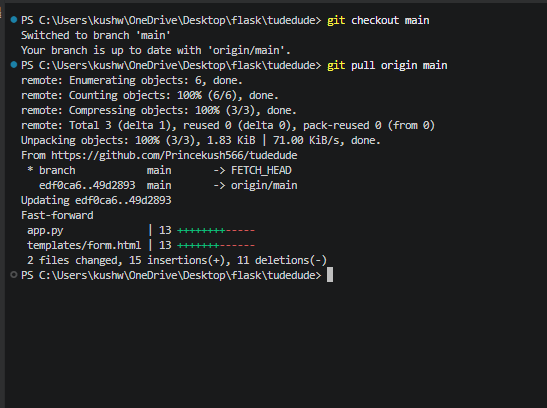 PS C:\Users\kushw\OneDrive\Desktop\flask\tudedude> git checkout main
Switched to branch 'main'
Your branch is up to date with 'origin/main'.
PS C:\Users\kushw\OneDrive\Desktop\flask\tudedude> git pull origin main
remote: Enumerating objects: 6, done.
remote: Counting objects: 100% (6/6), done.
remote: Compressing objects: 100% (3/3), done.
remote: Total 3 (delta 1), reused 0 (delta 0), pack-reused 0 (from 0)
Unpacking objects: 100% (3/3), 1.83 KiB | 71.00 KiB/s, done.
From https://github.com/Princekush566/tudedude
 * branch            main       -> FETCH_HEAD
   edf0ca6..49d2893  main       -> origin/main
Updating edf0ca6..49d2893
Fast-forward
 app.py              | 13 ++++++++-----
 templates/form.html | 13 +++++++------
 2 files changed, 15 insertions(+), 11 deletions(-)
PS C:\Users\kushw\OneDrive\Desktop\flask\tudedude>